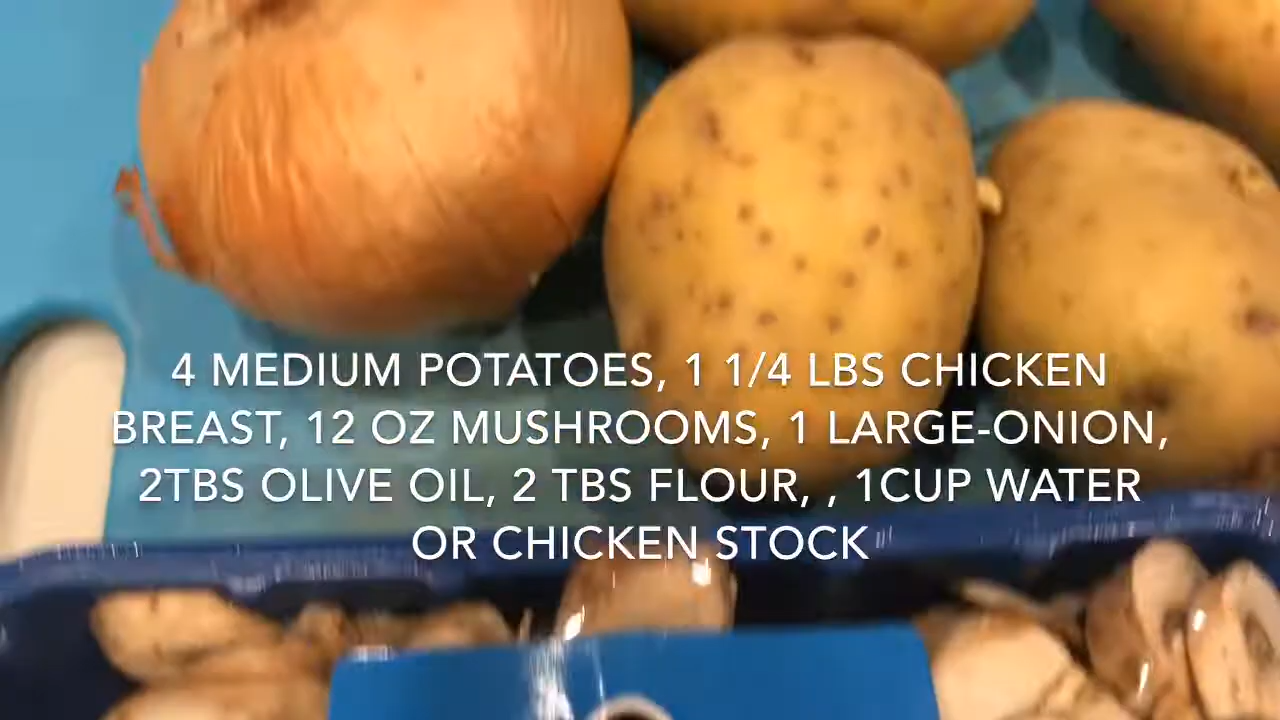 4 MEDIUM POTATOES, 1 1/4 LBS CHICKEN
BREAST, 12 OZ MUSHROOMS, 1 LARGE-ONION,
2TBS OLIVE OIL, 2 TBS FLOUR, , 1CUP WATER
OR CHICKEN STOCK